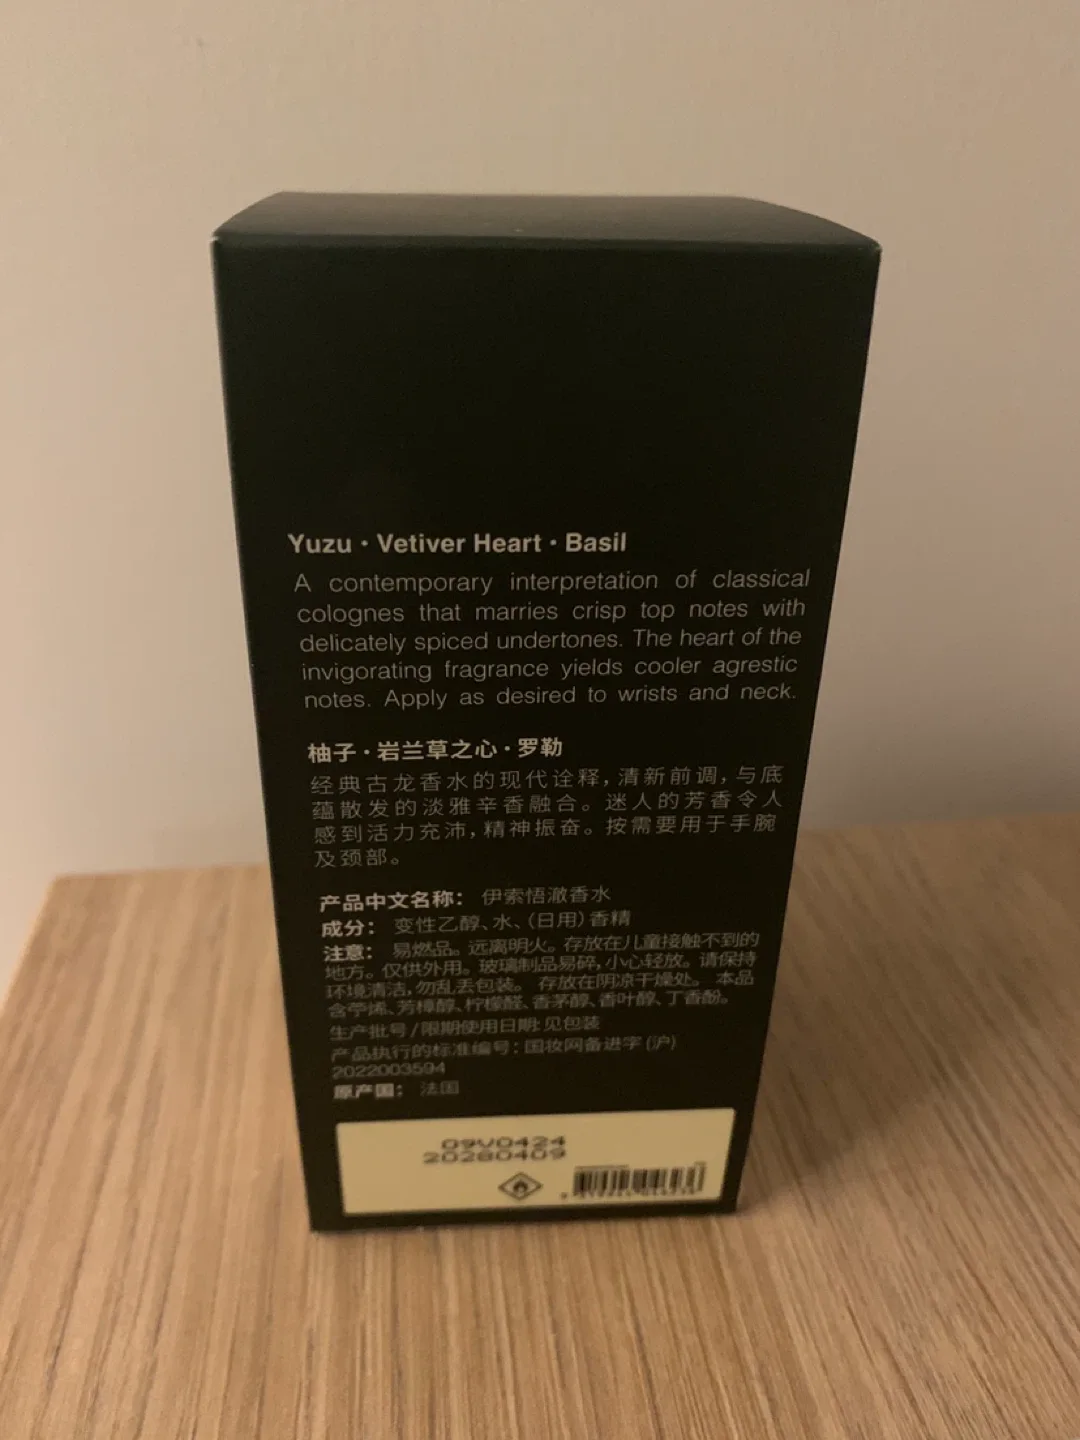 Yuzu · Vetiver Heart · Basil
A contemporary interpretation of classical
colognes that marries crisp top notes with
delicately spiced undertones. The heart of the
invigorating fragrance yields cooler agrestic
notes. Apply as desired to wrists and neck.
柚子·岩兰草之心·罗勒
经典古龙香水的现代诠释,清新前调,与底
蕴散发的淡雅辛香融合。迷人的芳香令人
感到活力充沛,精神振奋。按需要用于手腕
及颈部。
产品中文名称: 伊索悟澈香水
成分: 变性乙醇、水、(日用)香精
注意: 易燃品。远离明火。存放在儿童接触不到的
地方。仅供外用。玻璃制品易碎,小心轻放。请保持
环境清洁,勿乱丢包装。 存放在阴凉干燥处。 本品
含苧烯、芳樟醇、柠檬醛、香茅醇、香叶醇、丁香酚。
生产批号/限期使用日期:见包装
产品执行的标准编号:国妆网备进字(沪)
2022003594
原产国: 法国
09V0424
20280409